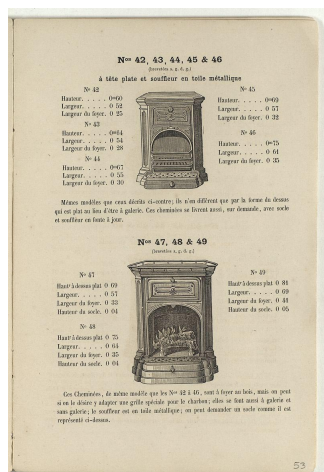 Nos 42, 43, 44, 45 & 46
(brevetées s. g. d. g.)
à tête plate et souffleur en toile métallique
No 42
Hauteur. . . . . . 0m60
Largeur. . . . . . 0 52
Largeur du foyer. 0 25
No 43
Hauteur. . . . . . 0m64
Largeur. . . . . . 0 54
Largeur du foyer. 0 28
No 44
Hauteur. . . . . . 0m67
Largeur. . . . . . 0 55
Largeur du foyer. 0 30
No 45
Hauteur. . . . . . 0m69
Largeur. . . . . . 0 57
Largeur du foyer. 0 32
No 46
Hauteur. . . . . . 0m75
Largeur. . . . . . 0 61
Largeur du foyer. 0 35
Mêmes modèles que ceux décrits ci-contre; ils n'en diffèrent que par la forme du dessus
qui est plat au lieu d'être à galerie. Ces cheminées se livrent aussi, sur demande, avec socle
et souffleur en fonte à jour.
Nos 47, 48 & 49
(brevetées s. g. d. g.)
No 47
Hautr à dessus plat 0 69
Largeur. . . . . . 0 57
Largeur du foyer. 0 33
Hauteur du socle. 0 04
No 48
Hautr à dessus plat 0 75
Largeur. . . . . . 0 64
Largeur du foyer. 0 35
Hauteur du socle. 0 04
No 49
Hautr à dessus plat 0 81
Largeur. . . . . . 0 69
Largeur du foyer. 0 41
Hauteur du socle. 0 05
Ces Cheminées, de même modèle que les Nos 42 à 46, sont à foyer au bois, mais on peut
si on le désire y adapter une grille spéciale pour le charbon; elles se font aussi à galerie et
sans galerie; le souffleur est en toile métallique; on peut demander un socle comme il est
représenté ci-dessus.
53